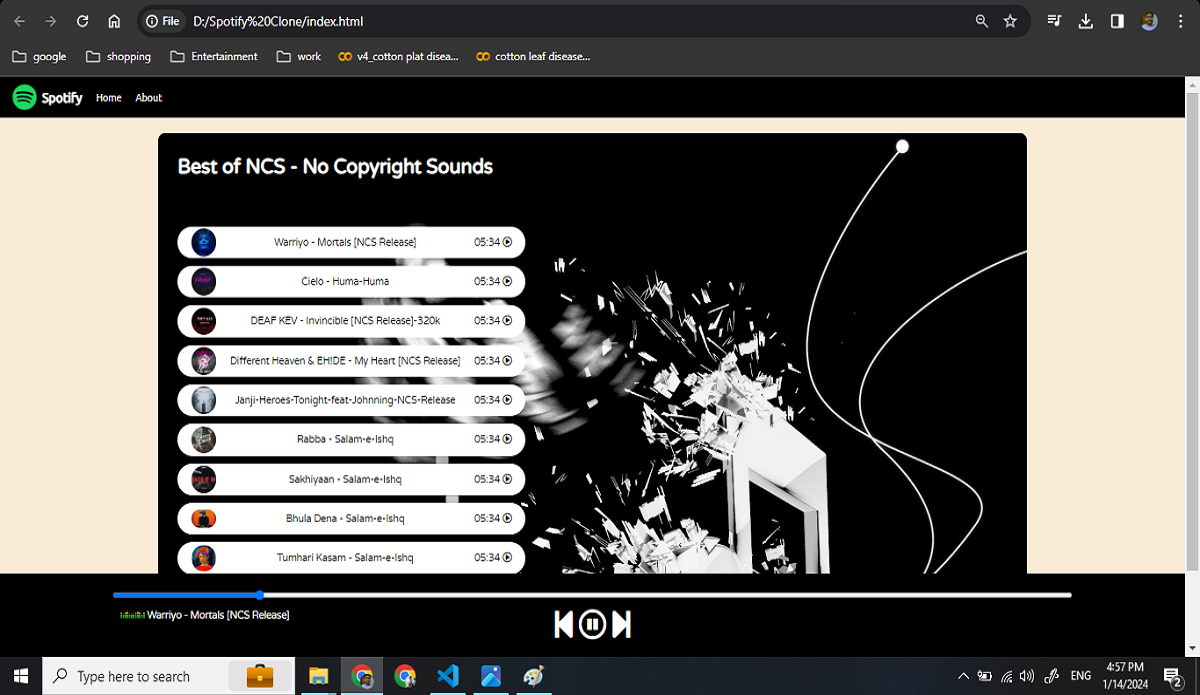 File D:/Spotify%20Clone/index.html
google shopping Entertainment work v4_cotton plat disea... cotton leaf disease...
Spotify Home About
Best of NCS - No Copyright Sounds
Warriyo - Mortals [NCS Release] 05:34
Cielo - Huma-Huma 05:34
DEAF KEV - Invincible [NCS Release]-320k 05:34
Different Heaven & EH!DE - My Heart [NCS Release] 05:34
Janji-Heroes-Tonight-feat-Johnning-NCS-Release 05:34
Rabba - Salam-e-Ishq 05:34
Sakhiyaan - Salam-e-Ishq 05:34
Bhula Dena - Salam-e-Ishq 05:34
Tumhari Kasam - Salam-e-Ishq 05:34
Warriyo - Mortals [NCS Release]
Type here to search
ENG
4:57 PM
1/14/2024
2